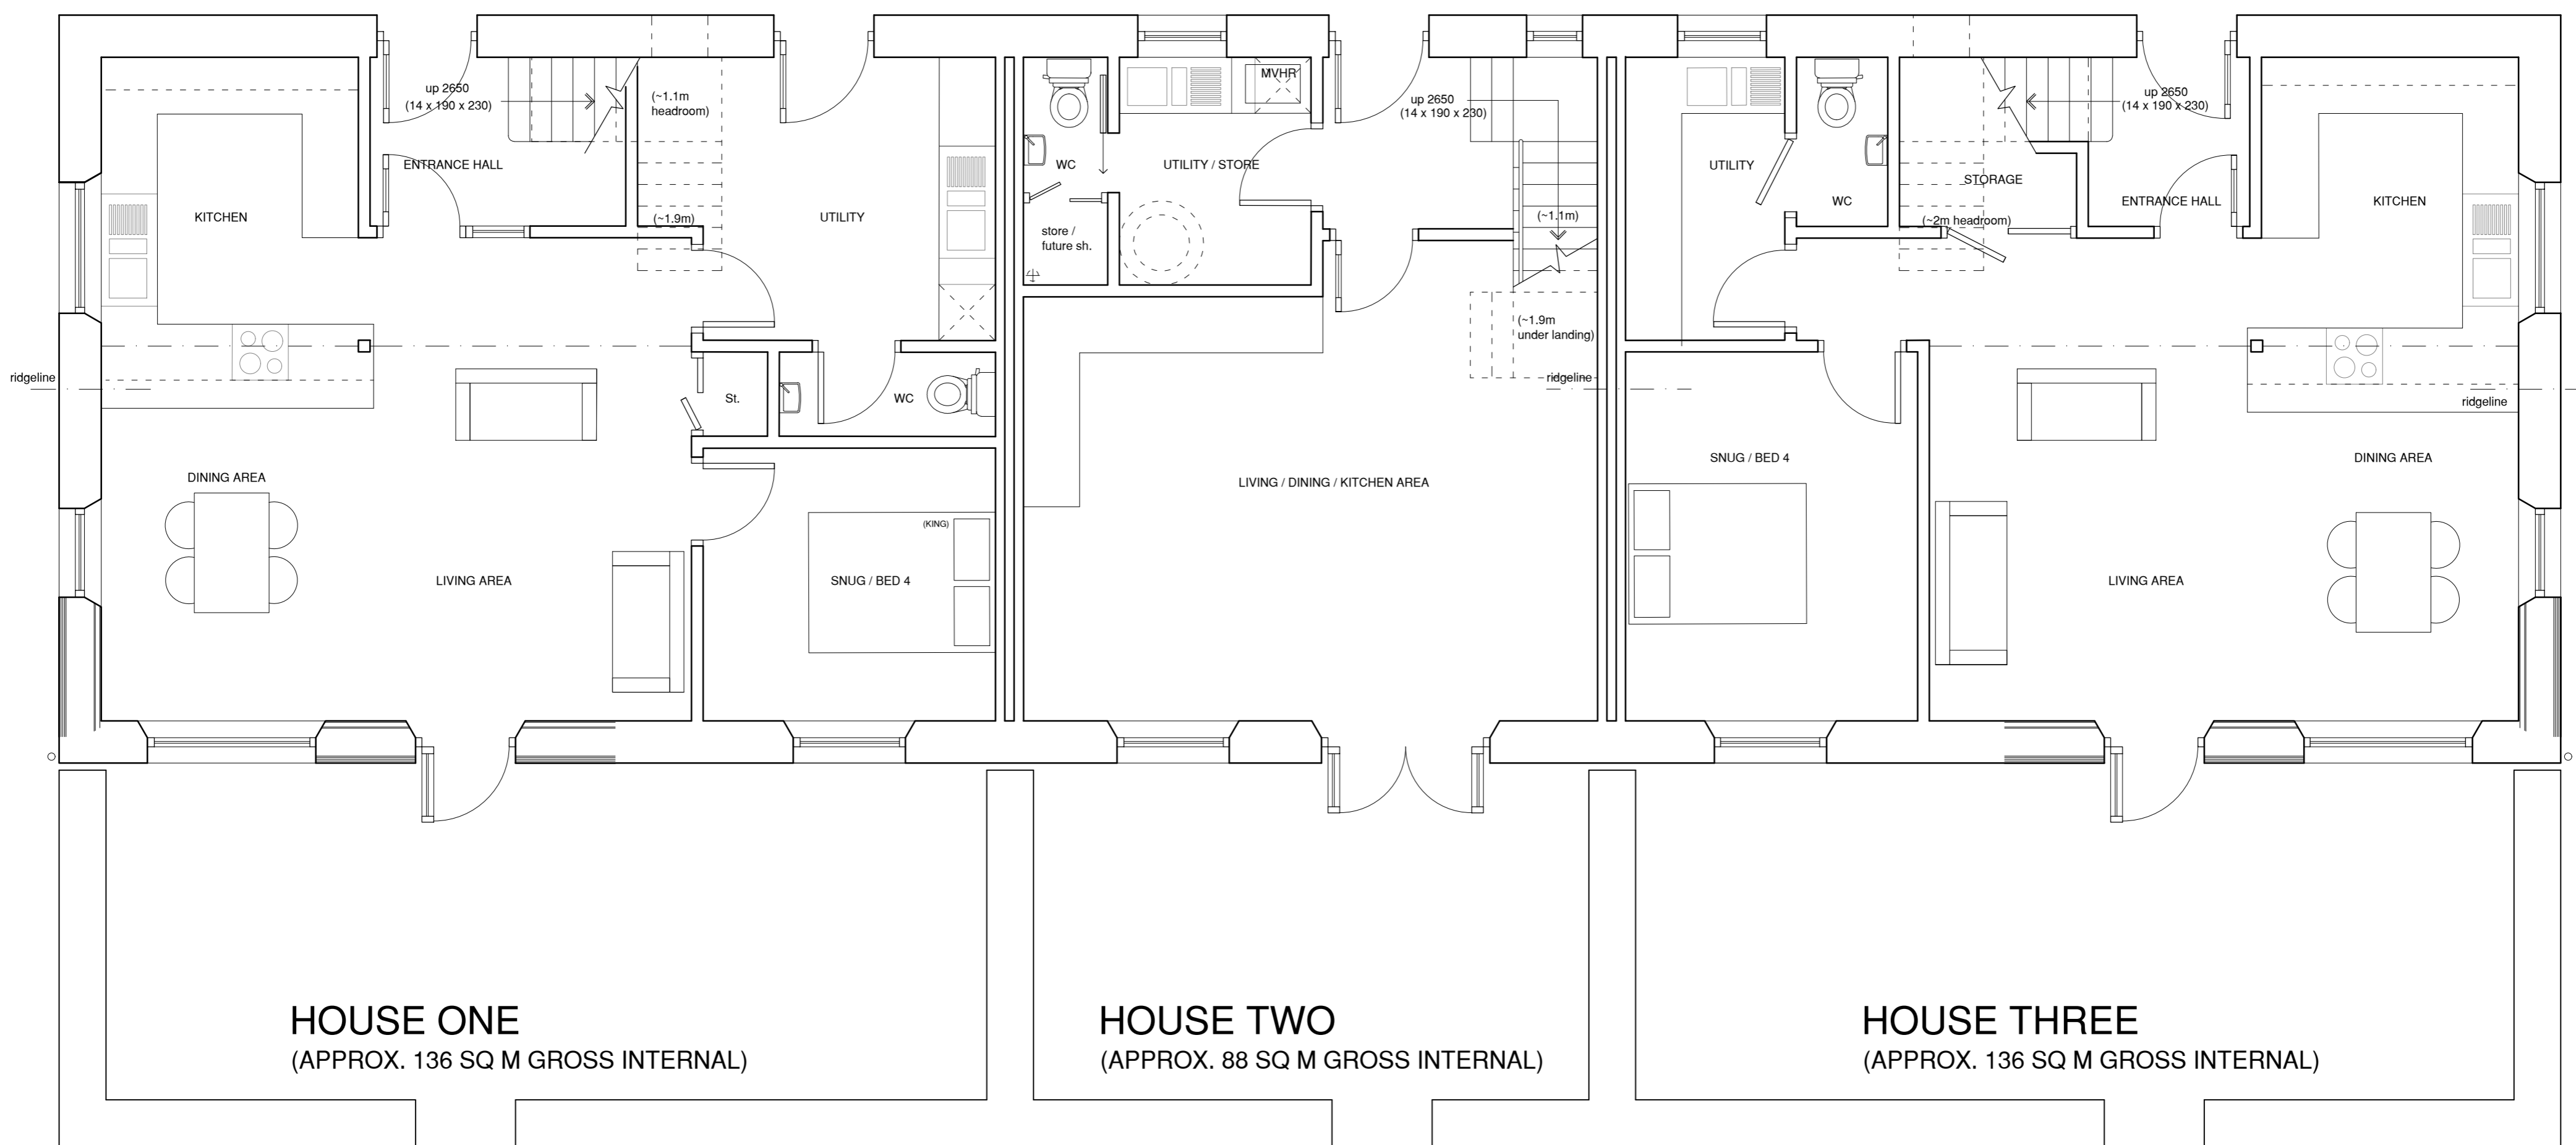 up 2650
(14 x 190 x 230)
ENTRANCE HALL
KITCHEN
(~1.1m
headroom)
(~1.9m)
UTILITY
ridgeline
St.
WC
DINING AREA
LIVING AREA
(KING)
SNUG / BED 4
WC
UTILITY / STORE
MVHR
store /
future sh.
up 2650
(14 x 190 x 230)
(~1.1m)
(~1.9m
under landing)
ridgeline
LIVING / DINING / KITCHEN AREA
UTILITY
WC
STORAGE
(~2m headroom)
up 2650
(14 x 190 x 230)
ENTRANCE HALL
KITCHEN
ridgeline
SNUG / BED 4
DINING AREA
LIVING AREA
HOUSE ONE
(APPROX. 136 SQ M GROSS INTERNAL)
HOUSE TWO
(APPROX. 88 SQ M GROSS INTERNAL)
HOUSE THREE
(APPROX. 136 SQ M GROSS INTERNAL)